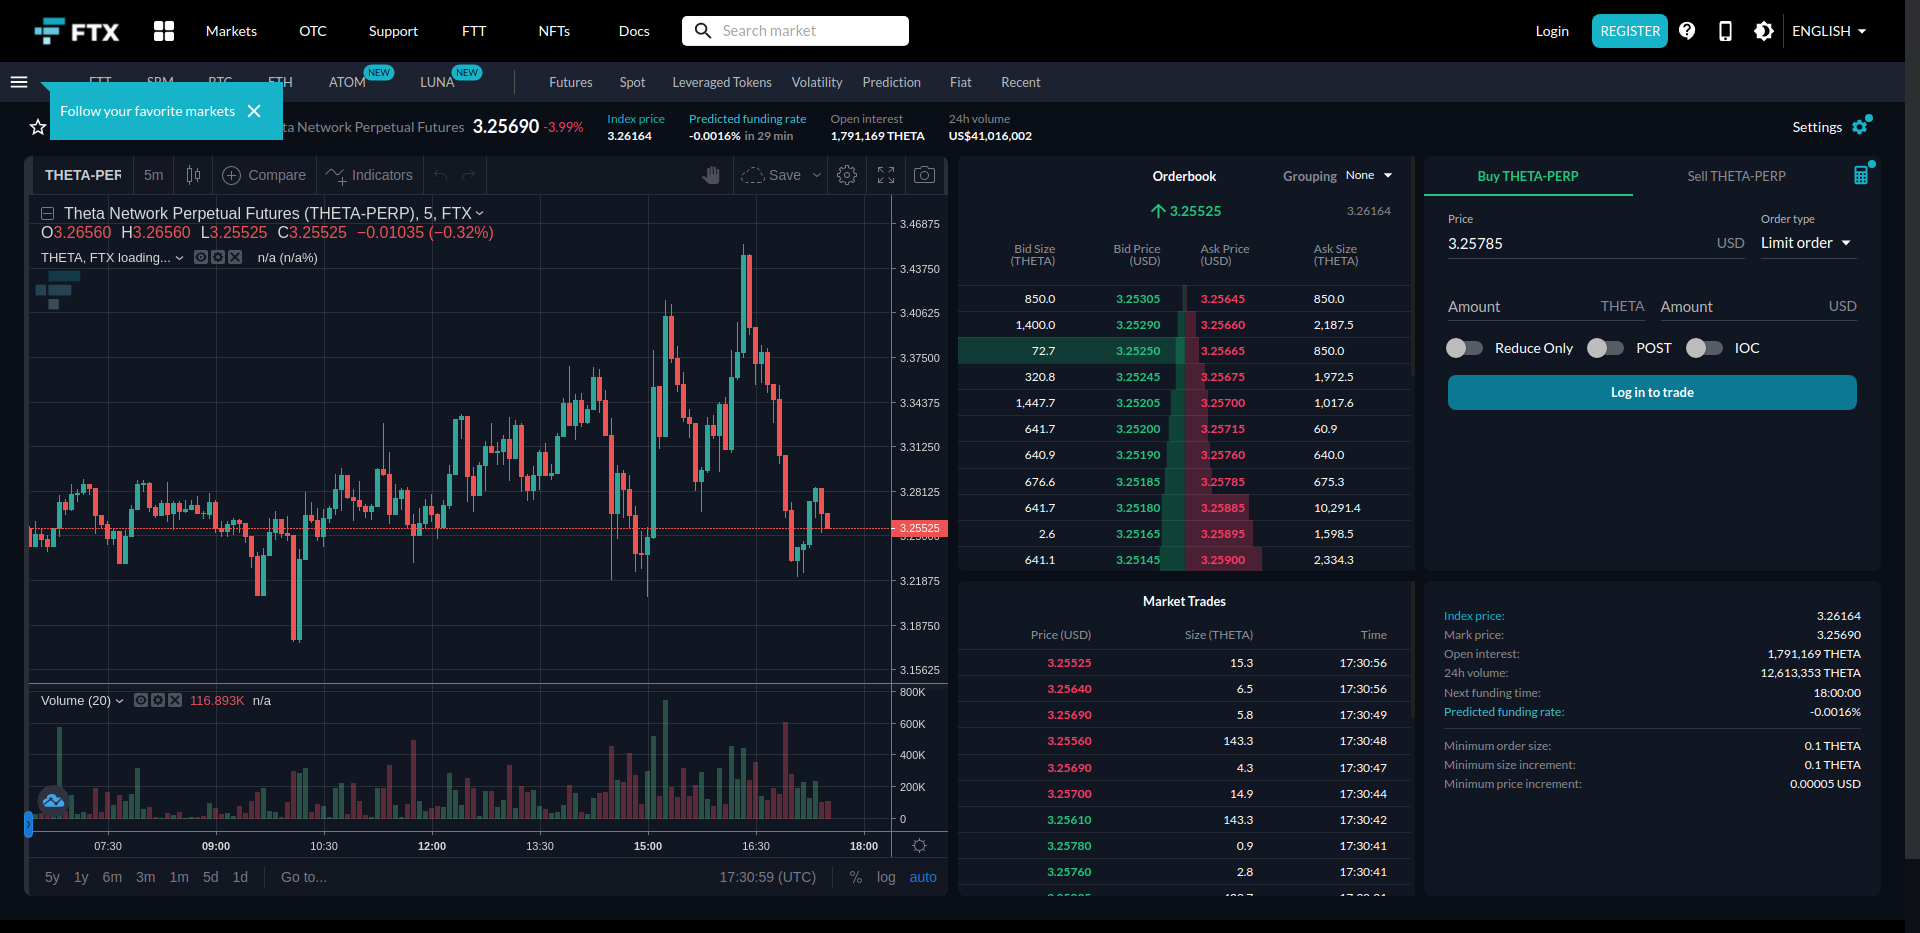 FTX Markets OTC Support FTT NFTs Docs Search market Login REGISTER ENGLISH
ATOM NEW LUNA NEW Futures Spot Leveraged Tokens Volatility Prediction Fiat Recent
Follow your favorite markets
Network Perpetual Futures 3.25690 -3.99%
Index price
3.26164
Predicted funding rate
-0.0016% in 29 min
Open interest
1,791,169 THETA
24h volume
US$41,016,002
Settings
THETA-PER 5m Compare Indicators Save
Theta Network Perpetual Futures (THETA-PERP), 5, FTX
O3.26560 H3.26560 L3.25525 C3.25525 −0.01035 (−0.32%)
THETA, FTX loading... n/a (n/a%)
3.46875
3.43750
3.40625
3.37500
3.34375
3.31250
3.28125
3.25525
3.21875
3.18750
3.15625
Volume (20) 116.893K n/a
800K
600K
400K
200K
0
07:30 09:00 10:30 12:00 13:30 15:00 16:30 18:00
5y 1y 6m 3m 1m 5d 1d Go to... 17:30:59 (UTC) % log auto
Orderbook Grouping None
3.25525 3.26164
Bid Size (THETA) Bid Price (USD) Ask Price (USD) Ask Size (THETA)
850.0 3.25305 3.25645 850.0
1,400.0 3.25290 3.25660 2,187.5
72.7 3.25250 3.25665 850.0
320.8 3.25245 3.25675 1,972.5
1,447.7 3.25205 3.25700 1,017.6
641.7 3.25200 3.25715 60.9
640.9 3.25190 3.25760 640.0
676.6 3.25185 3.25785 675.3
641.7 3.25180 3.25885 10,291.4
2.6 3.25165 3.25895 1,598.5
641.1 3.25145 3.25900 2,334.3
Market Trades
Price (USD) Size (THETA) Time
3.25525 15.3 17:30:56
3.25640 6.5 17:30:56
3.25690 5.8 17:30:49
3.25560 143.3 17:30:48
3.25690 4.3 17:30:47
3.25700 14.9 17:30:44
3.25610 143.3 17:30:42
3.25780 0.9 17:30:41
3.25760 2.8 17:30:41
Buy THETA-PERP Sell THETA-PERP
Price Order type
3.25785 USD Limit order
Amount THETA Amount USD
Reduce Only POST IOC
Log in to trade
Index price: 3.26164
Mark price: 3.25690
Open interest: 1,791,169 THETA
24h volume: 12,613,353 THETA
Next funding time: 18:00:00
Predicted funding rate: -0.0016%
Minimum order size: 0.1 THETA
Minimum size increment: 0.1 THETA
Minimum price increment: 0.00005 USD